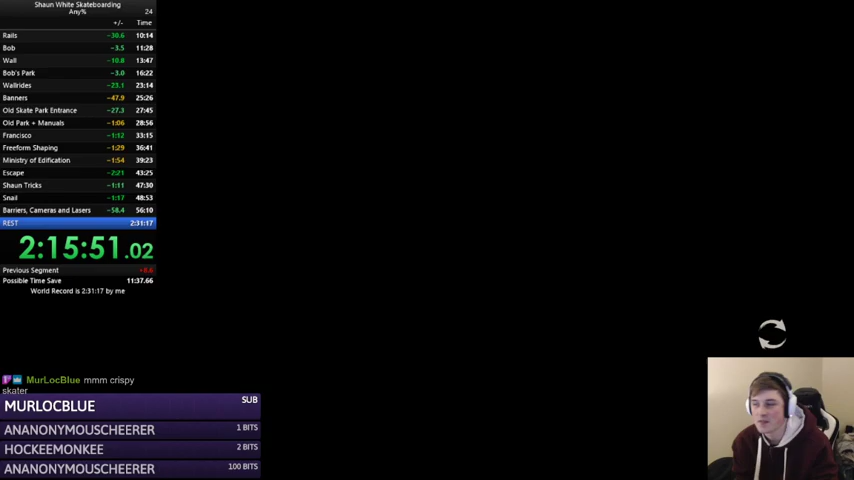 Shaun White Skateboarding
Any% 24
+/- Time
Rails -30.6 10:14
Bob -3.5 11:28
Wall -10.8 13:47
Bob's Park -3.0 16:22
Wallrides -23.1 23:14
Banners -47.9 25:26
Old Skate Park Entrance -27.3 27:45
Old Park + Manuals -1:06 28:56
Francisco -1:12 33:15
Freeform Shaping -1:29 36:41
Ministry of Edification -1:54 39:23
Escape -2:21 43:25
Shaun Tricks -1:11 47:30
Snail -1:17 48:53
Barriers, Cameras and Lasers -58.4 56:10
REST 2:31:17
2:15:51.02
Previous Segment +8.6
Possible Time Save 11:37.66
World Record is 2:31:17 by me
MurLocBlue mmm crispy
skater
MURLOCBLUE SUB
ANANONYMOUSCHEERER 1 BITS
HOCKEEMONKEE 2 BITS
ANANONYMOUSCHEERER 100 BITS